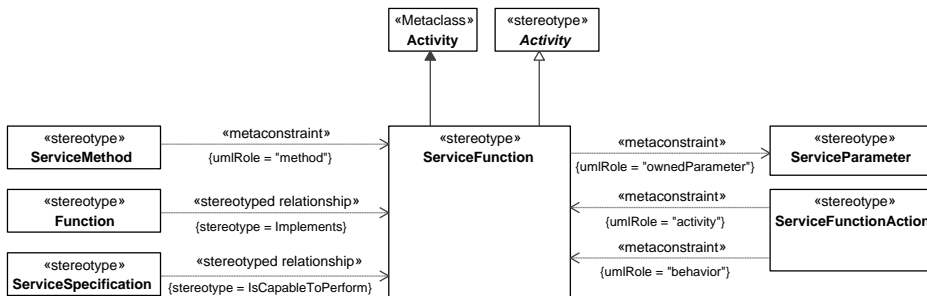 «Metaclass»
Activity
«stereotype»
Activity
«stereotype»
ServiceMethod
«metaconstraint»
{umlRole = "method"}
«stereotype»
Function
«stereotyped relationship»
{stereotype = Implements}
«stereotype»
ServiceSpecification
«stereotyped relationship»
{stereotype = IsCapableToPerform}
«stereotype»
ServiceFunction
«metaconstraint»
{umlRole = "ownedParameter"}
«stereotype»
ServiceParameter
«metaconstraint»
{umlRole = "activity"}
«stereotype»
ServiceFunctionAction
«metaconstraint»
{umlRole = "behavior"}